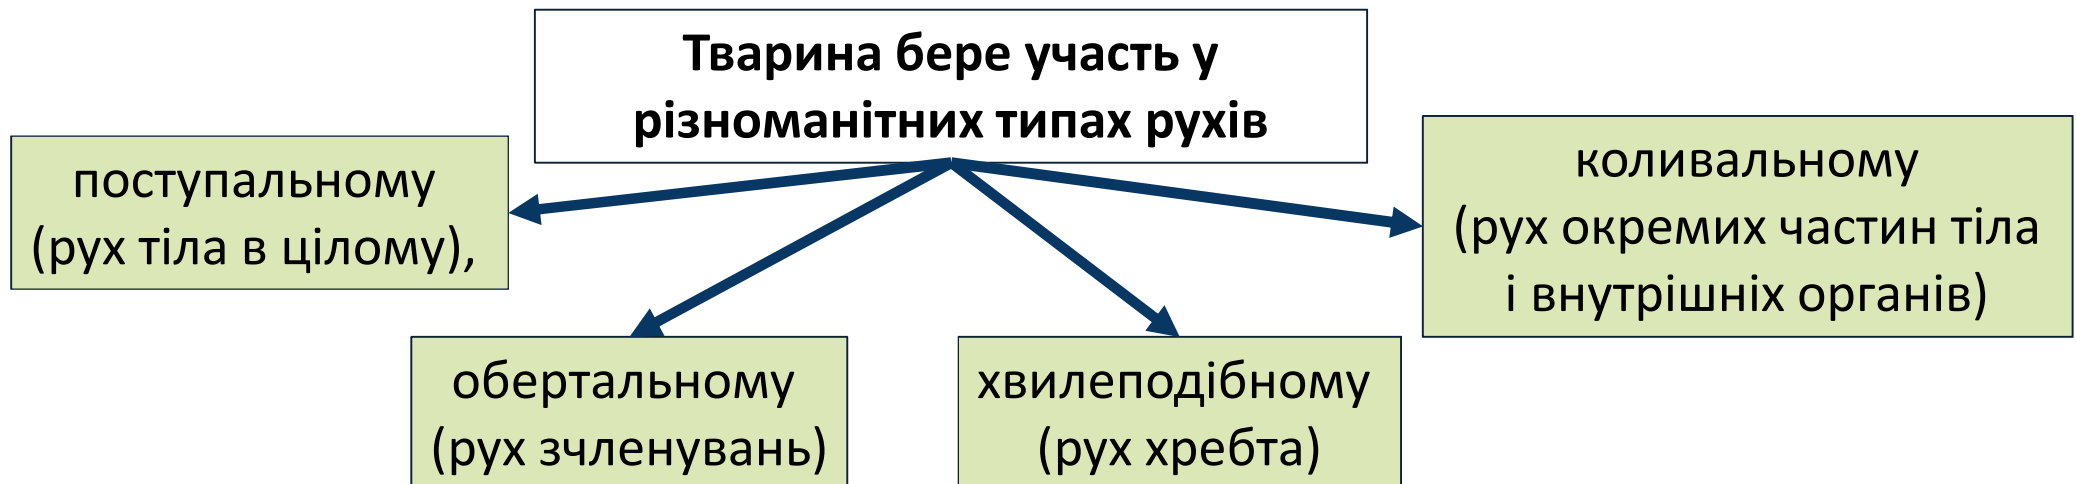 Тварина бере участь у
різноманітних типах рухів
поступальному
(рух тіла в цілому),
обертальному
(рух зчленувань)
хвилеподібному
(рух хребта)
коливальному
(рух окремих частин тіла
і внутрішніх органів)